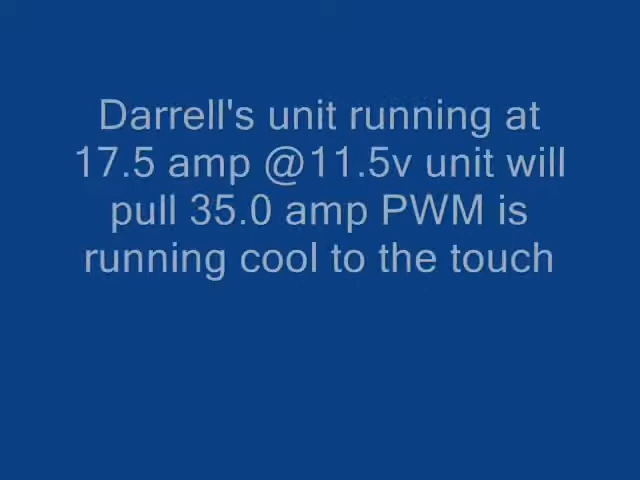 Darrell's unit running at
17.5 amp @11.5v unit will
pull 35.0 amp PWM is
running cool to the touch